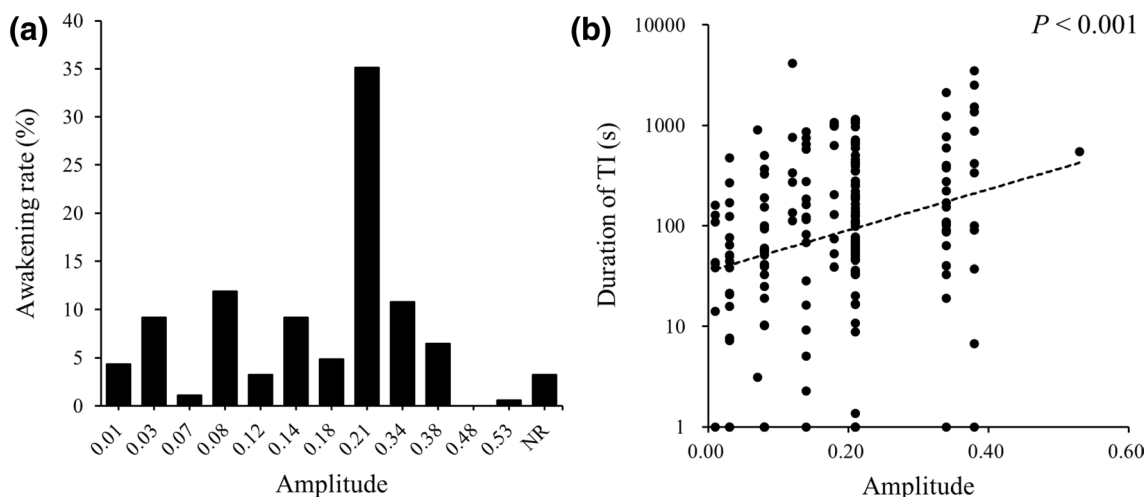 (a)
Awakening rate (%)
40
35
30
25
20
15
10
5
0
0.01 0.03 0.07 0.08 0.12 0.14 0.18 0.21 0.34 0.38 0.48 0.53 NR
Amplitude
(b)
P < 0.001
Duration of TI (s)
10000
1000
100
10
1
0.00 0.20 0.40 0.60
Amplitude